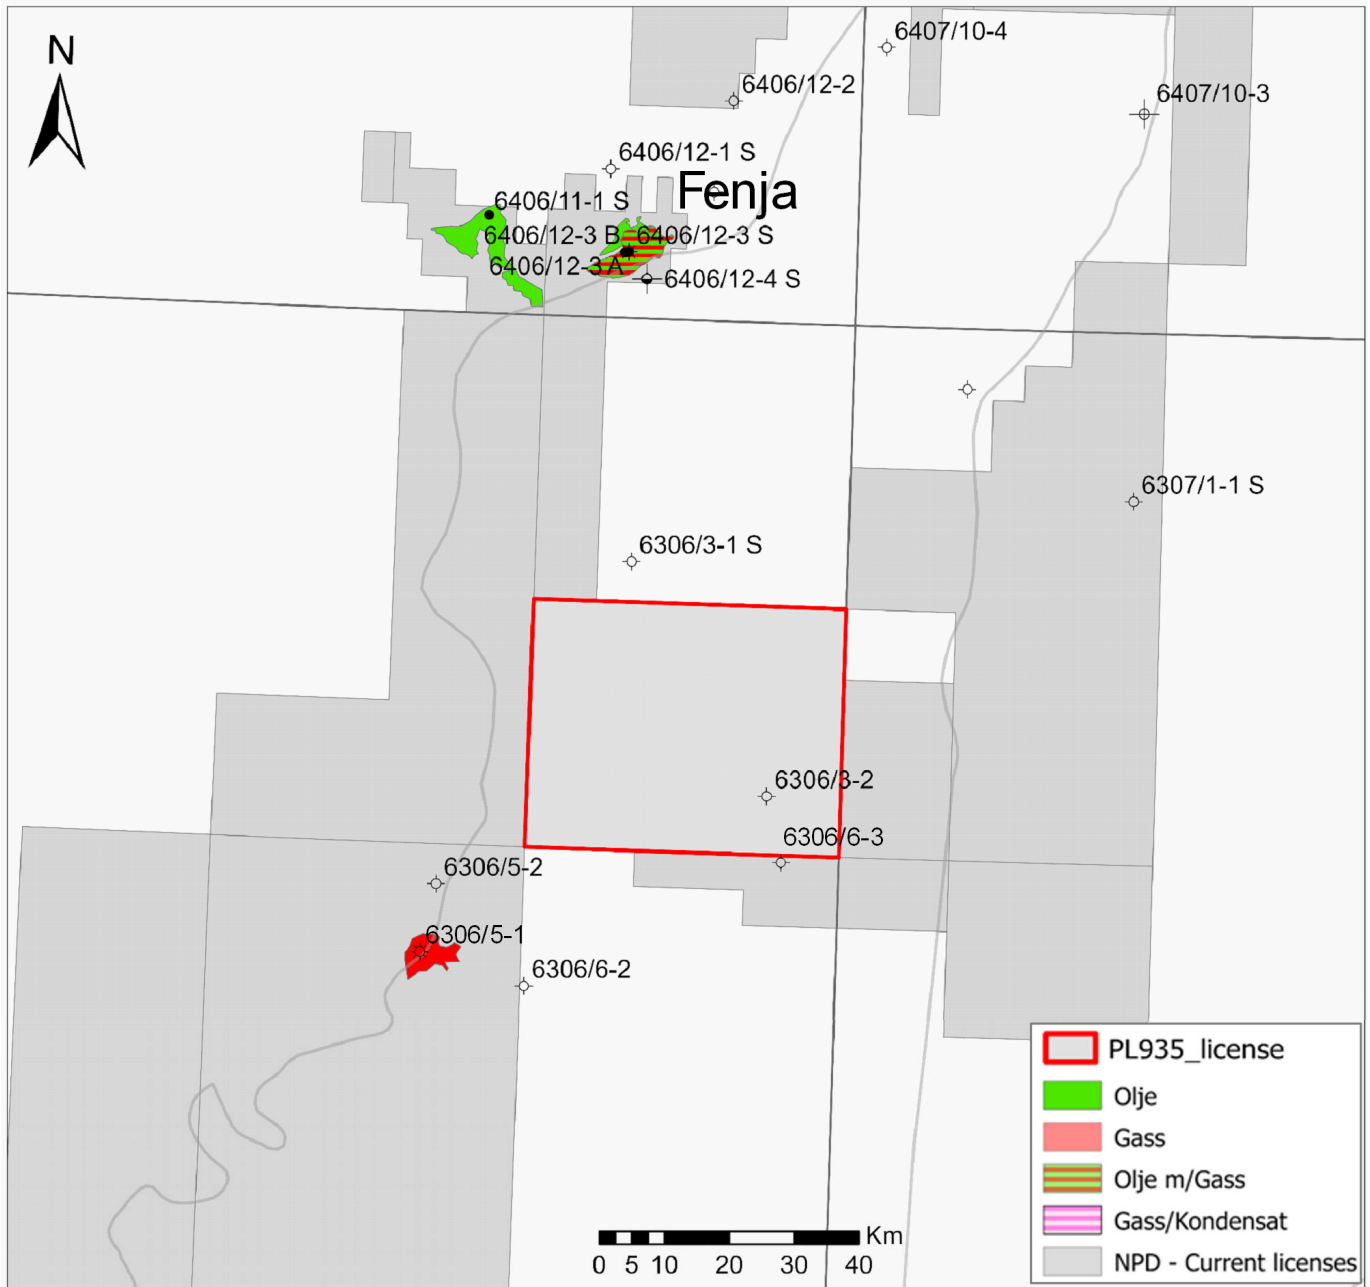 N
6407/10-4
6406/12-2
6407/10-3
6406/12-1 S
Fenja
6406/11-1 S
6406/12-3 B
6406/12-3 S
6406/12-3 A
6406/12-4 S
6307/1-1 S
6306/3-1 S
6306/3-2
6306/6-3
6306/5-2
6306/5-1
6306/6-2
PL935_license
Olje
Gass
Olje m/Gass
Gass/Kondensat
NPD - Current licenses
Km
0 5 10 20 30 40